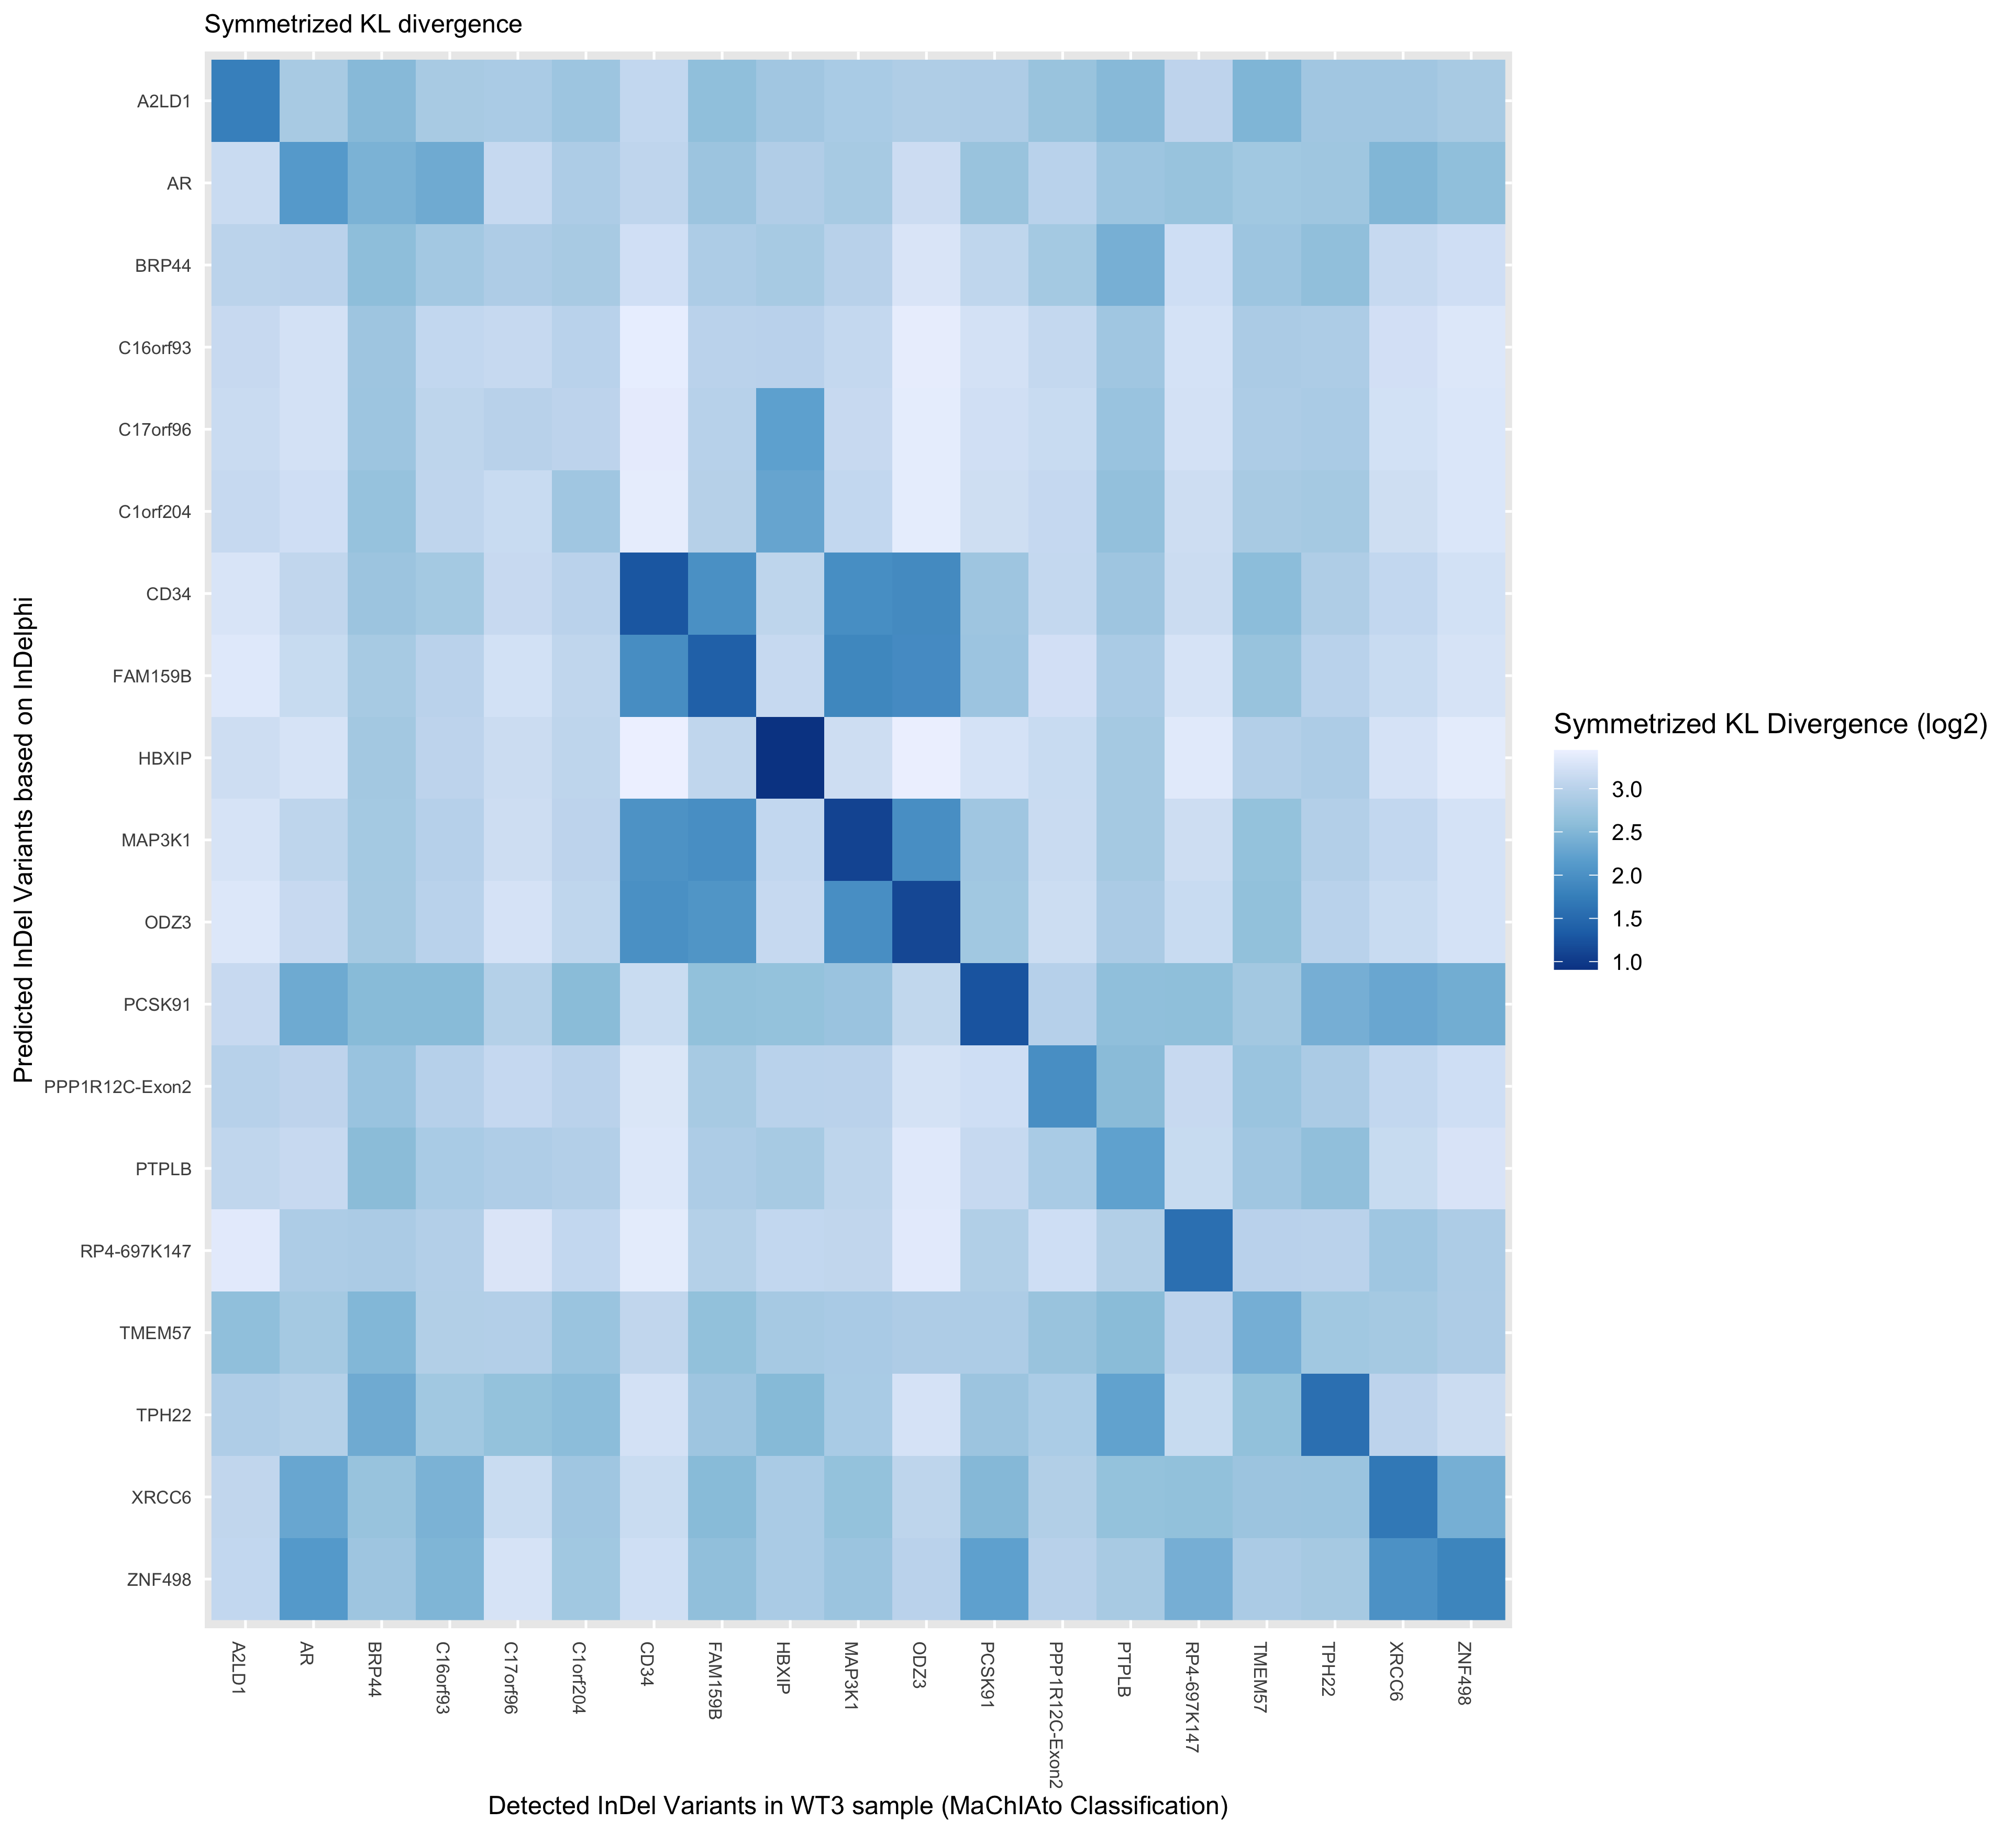 Symmetrized KL divergence
Predicted InDel Variants based on InDelphi
A2LD1
AR
BRP44
C16orf93
C17orf96
C1orf204
CD34
FAM159B
HBXIP
MAP3K1
ODZ3
PCSK91
PPP1R12C-Exon2
PTPLB
RP4-697K147
TMEM57
TPH22
XRCC6
ZNF498
A2LD1
AR
BRP44
C16orf93
C17orf96
C1orf204
CD34
FAM159B
HBXIP
MAP3K1
ODZ3
PCSK91
PPP1R12C-Exon2
PTPLB
RP4-697K147
TMEM57
TPH22
XRCC6
ZNF498
Detected InDel Variants in WT3 sample (MaChIAto Classification)
Symmetrized KL Divergence (log2)
3.0
2.5
2.0
1.5
1.0